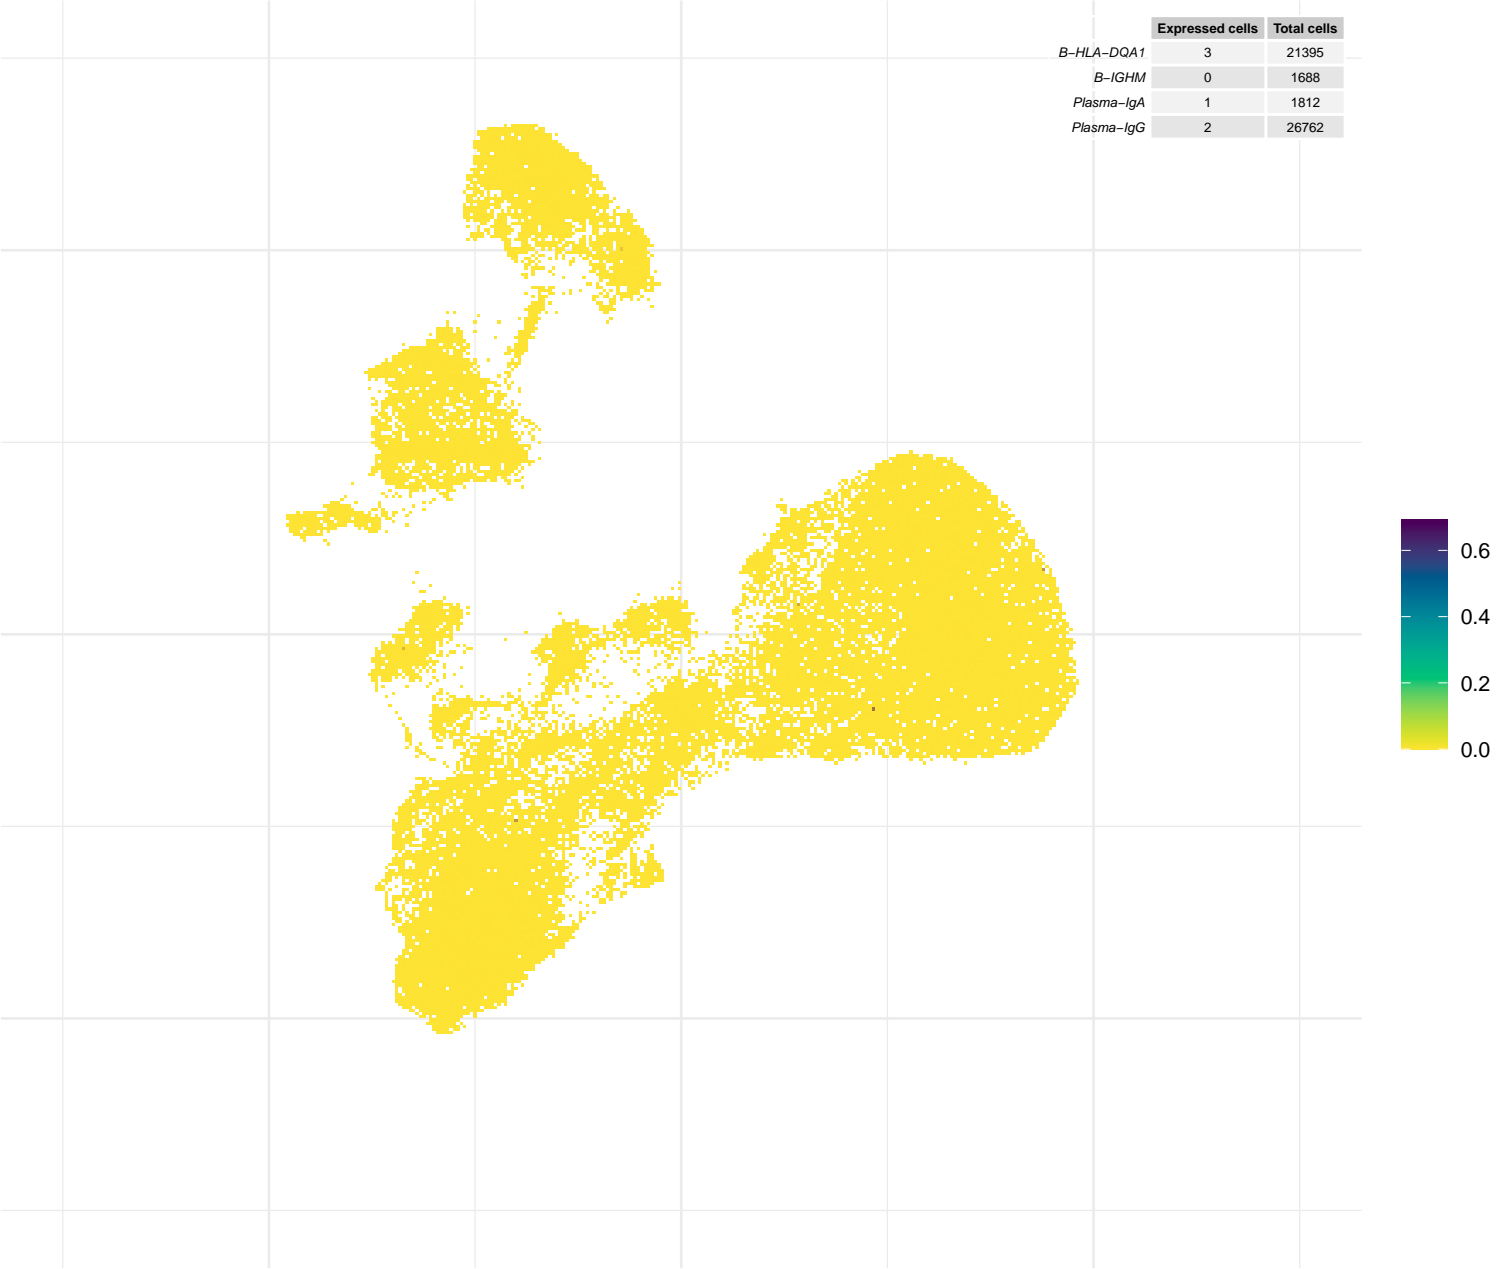 Expressed cells Total cells
B−HLA−DQA1 3 21395
B−IGHM 0 1688
Plasma−IgA 1 1812
Plasma−IgG 2 26762
0.6
0.4
0.2
0.0